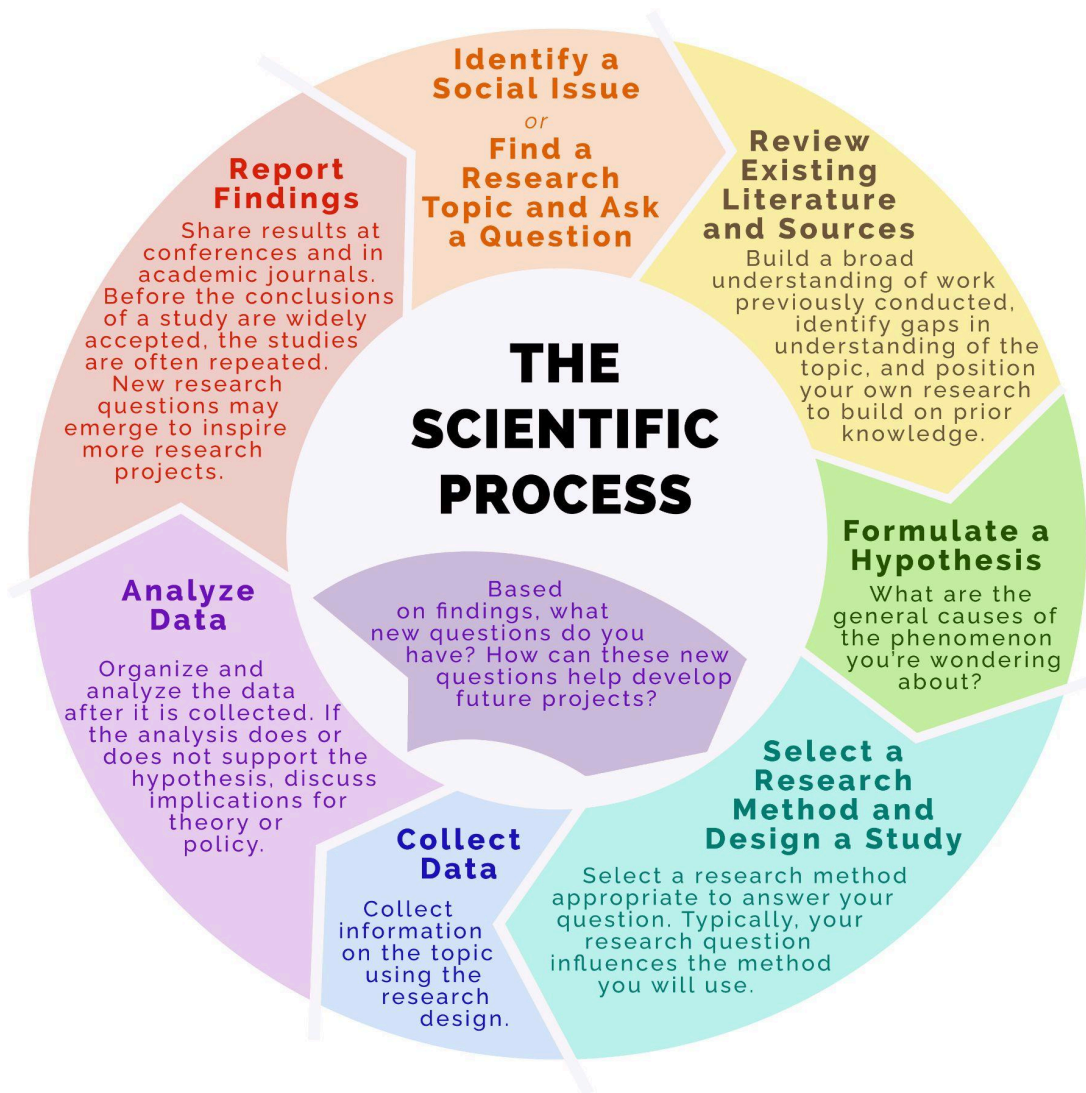 THE
SCIENTIFIC
PROCESS
Identify a
Social Issue
or
Find a
Research
Topic and Ask
a Question
Review
Existing
Literature
and Sources
Build a broad
understanding of work
previously conducted,
identify gaps in
understanding of the
topic, and position
your own research
to build on prior
knowledge.
Formulate a
Hypothesis
What are the
general causes of
the phenomenon
you're wondering
about?
Select a
Research
Method and
Design a Study
Select a research method
appropriate to answer your
question. Typically, your
research question
influences the method
you will use.
Collect
Data
Collect
information
on the topic
using the
research
design.
Analyze
Data
Organize and
analyze the data
after it is collected. If
the analysis does or
does not support the
hypothesis, discuss
implications for
theory or
policy.
Report
Findings
Share results at
conferences and in
academic journals.
Before the conclusions
of a study are widely
accepted, the studies
are often repeated.
New research
questions may
emerge to inspire
more research
projects.
Based
on findings, what
new questions do you
have? How can these new
questions help develop
future projects?